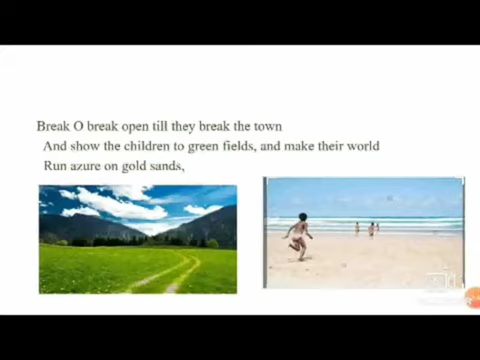 Break O break open till they break the town
And show the children to green fields, and make their world
Run azure on gold sands,